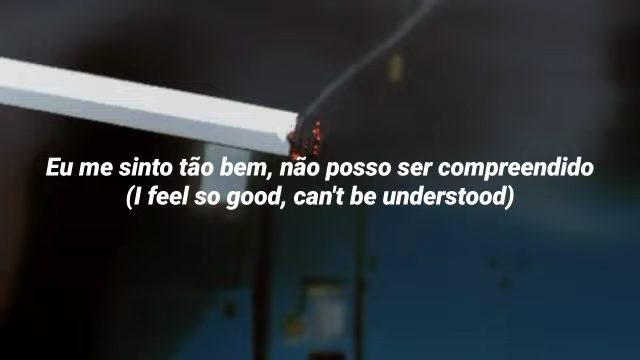 Eu me sinto tão bem, não posso ser compreendido
(I feel so good, can't be understood)